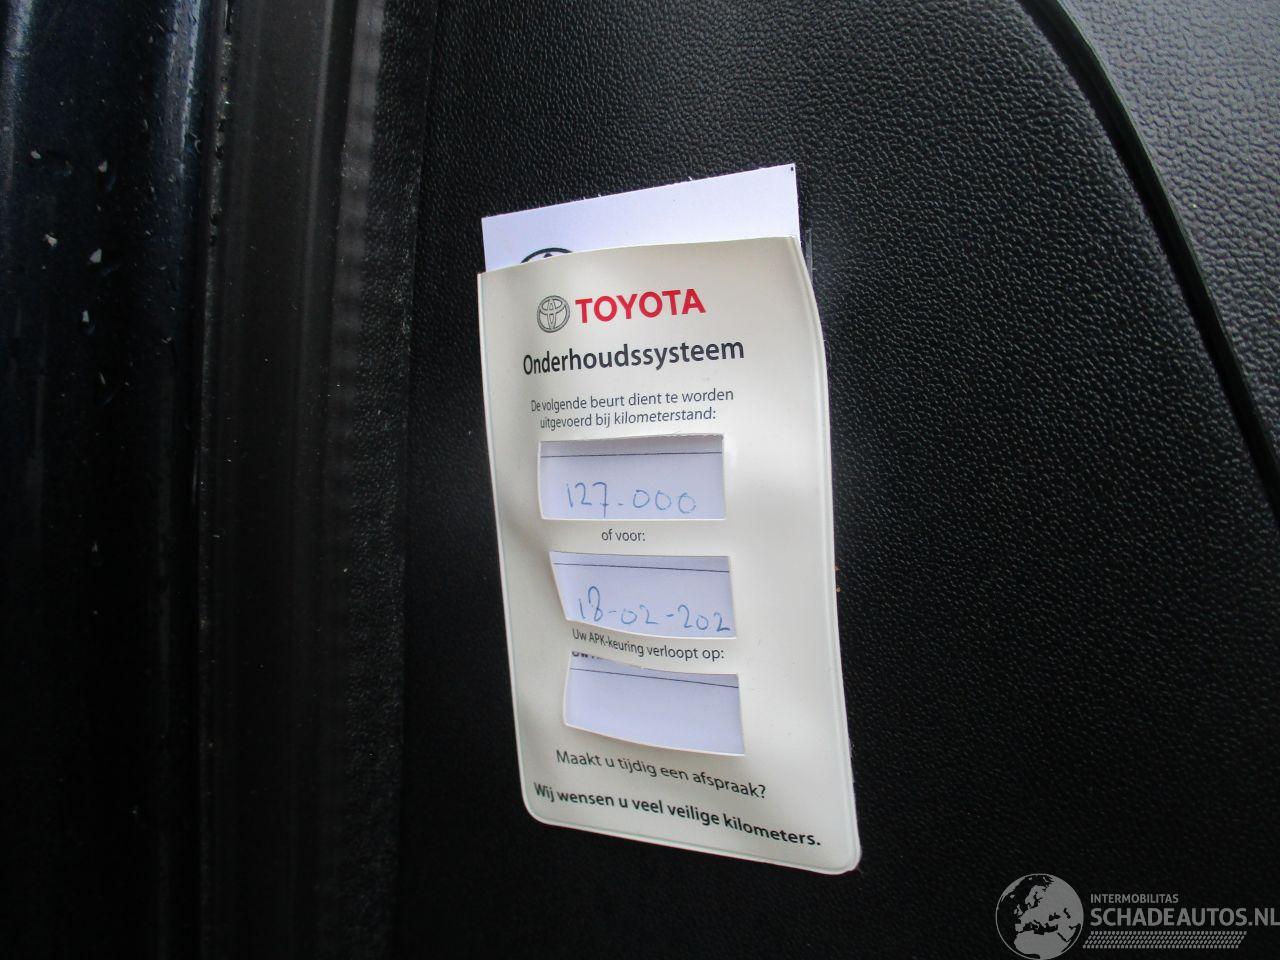 TOYOTA
Onderhoudssysteem
De volgende beurt dient te worden
uitgevoerd bij kilometerstand:
127.000
of voor:
18-02-202
Uw APK-keuring verloopt op:
Maakt u tijdig een afspraak?
Wij wensen u veel veilige kilometers.
INTERMOBILITAS
SCHADEAUTOS.NL